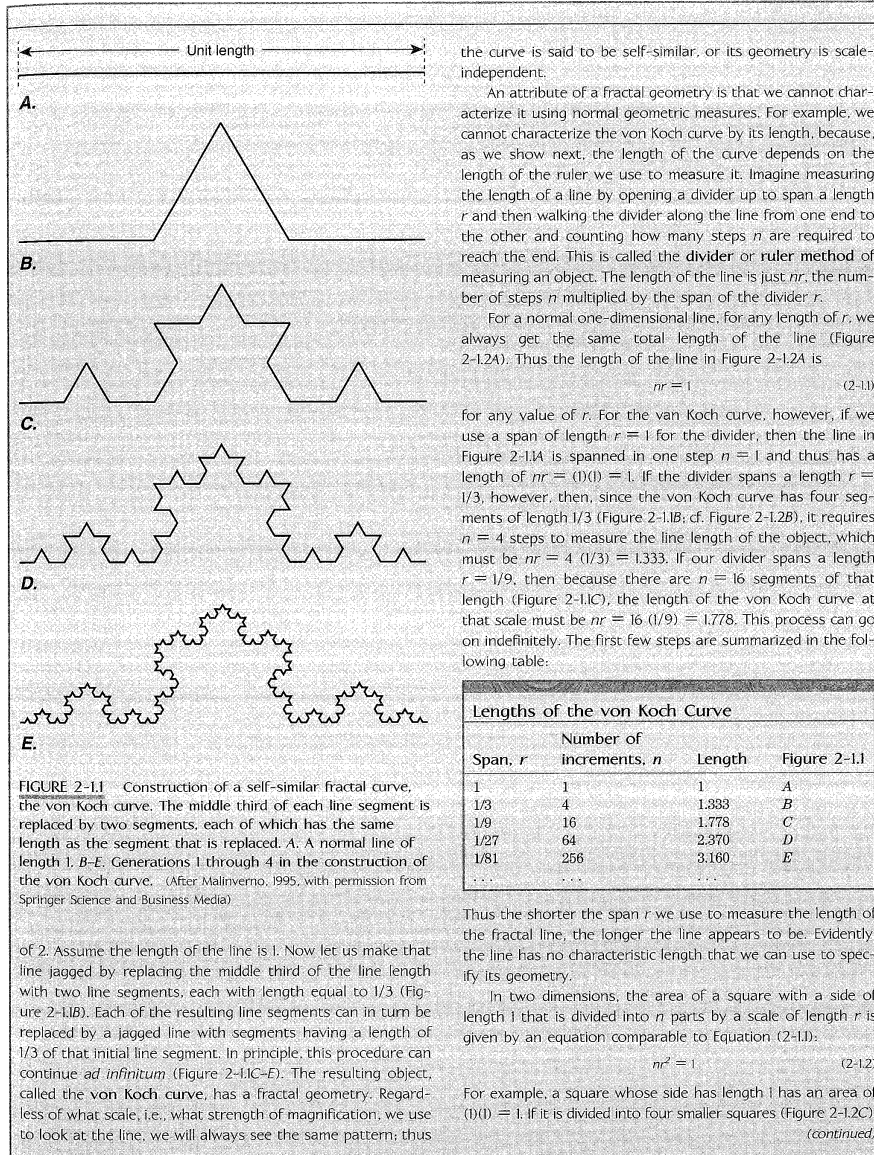 Unit length
A.
B.
C.
D.
E.
FIGURE 2-1.1 Construction of a self-similar fractal curve,
the von Koch curve. The middle third of each line segment is
replaced by two segments, each of which has the same
length as the segment that is replaced. A. A normal line of
length 1. B–E. Generations 1 through 4 in the construction of
the von Koch curve. (After Malinverno, 1995, with permission from
Springer Science and Business Media)
of 2. Assume the length of the line is 1. Now let us make that
line jagged by replacing the middle third of the line length
with two line segments, each with length equal to 1/3 (Fig-
ure 2-1.1B). Each of the resulting line segments can in turn be
replaced by a jagged line with segments having a length of
1/3 of that initial line segment. In principle, this procedure can
continue ad infinitum (Figure 2-1.1C–E). The resulting object,
called the von Koch curve, has a fractal geometry. Regard-
less of what scale, i.e., what strength of magnification, we use
to look at the line, we will always see the same pattern; thus
the curve is said to be self-similar, or its geometry is scale-
independent.
An attribute of a fractal geometry is that we cannot char-
acterize it using normal geometric measures. For example, we
cannot characterize the von Koch curve by its length, because,
as we show next, the length of the curve depends on the
length of the ruler we use to measure it. Imagine measuring
the length of a line by opening a divider up to span a length
r and then walking the divider along the line from one end to
the other and counting how many steps n are required to
reach the end. This is called the divider or ruler method of
measuring an object. The length of the line is just nr, the num-
ber of steps n multiplied by the span of the divider r.
For a normal one-dimensional line, for any length of r, we
always get the same total length of the line (Figure
2-1.2A). Thus the length of the line in Figure 2-1.2A is
nr = 1 (2-1.1)
for any value of r. For the van Koch curve, however, if we
use a span of length r = 1 for the divider, then the line in
Figure 2-1.1A is spanned in one step n = 1 and thus has a
length of nr = (1)(1) = 1. If the divider spans a length r =
1/3, however, then, since the von Koch curve has four seg-
ments of length 1/3 (Figure 2-1.1B; cf. Figure 2-1.2B), it requires
n = 4 steps to measure the line length of the object, which
must be nr = 4 (1/3) = 1.333. If our divider spans a length
r = 1/9, then because there are n = 16 segments of that
length (Figure 2-1.1C), the length of the von Koch curve at
that scale must be nr = 16 (1/9) = 1.778. This process can go
on indefinitely. The first few steps are summarized in the fol-
lowing table:
Lengths of the von Koch Curve
Number of
Span, r increments, n Length Figure 2-1.1
1 1 1 A
1/3 4 1.333 B
1/9 16 1.778 C
1/27 64 2.370 D
1/81 256 3.160 E
. . . . . . . . .
Thus the shorter the span r we use to measure the length of
the fractal line, the longer the line appears to be. Evidently
the line has no characteristic length that we can use to spec-
ify its geometry.
In two dimensions, the area of a square with a side of
length 1 that is divided into n parts by a scale of length r is
given by an equation comparable to Equation (2-1.1):
nr² = 1 (2-1.2)
For example, a square whose side has length 1 has an area of
(1)(1) = 1. If it is divided into four smaller squares (Figure 2-1.2C)
(continued)